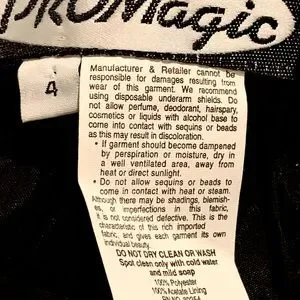 PROMagic
4
Manufacturer & Retailer cannot be
responsible for damages resulting from
wear of this garment. We recommend
using disposable underarm shields. Do
not allow perfume, deodorant, hairspray,
cosmetics or liquids with alcohol base to
come into contact with sequins or beads
as this may result in discoloration.
• If garment should become dampened
by perspiration or moisture, dry in
a well ventilated area, away from
heat or direct sunlight.
• Do not allow sequins or beads to
come in contact with heat or steam.
Although there may be shadings, blemish-
es, or imperfections in this fabric,
it is not considered defective. This is the
characteristic of this rich imported
fabric, and gives each garment its own
individual beauty.
DO NOT DRY CLEAN OR WASH
Spot clean only with cold water
and mild soap
100% Polyester
100% Acetate Lining
RN NO.